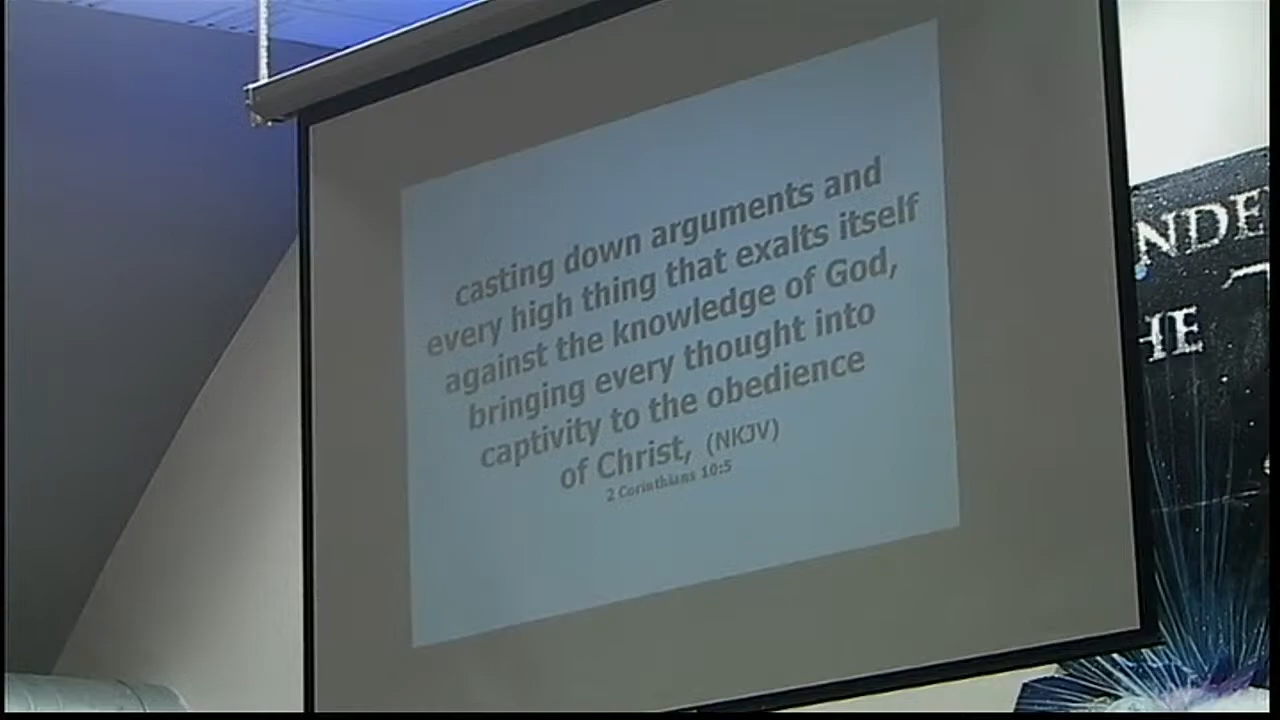 casting down arguments and
every high thing that exalts itself
against the knowledge of God,
bringing every thought into
captivity to the obedience
of Christ, (NKJV)
2 Corinthians 10:5
NDE
HE